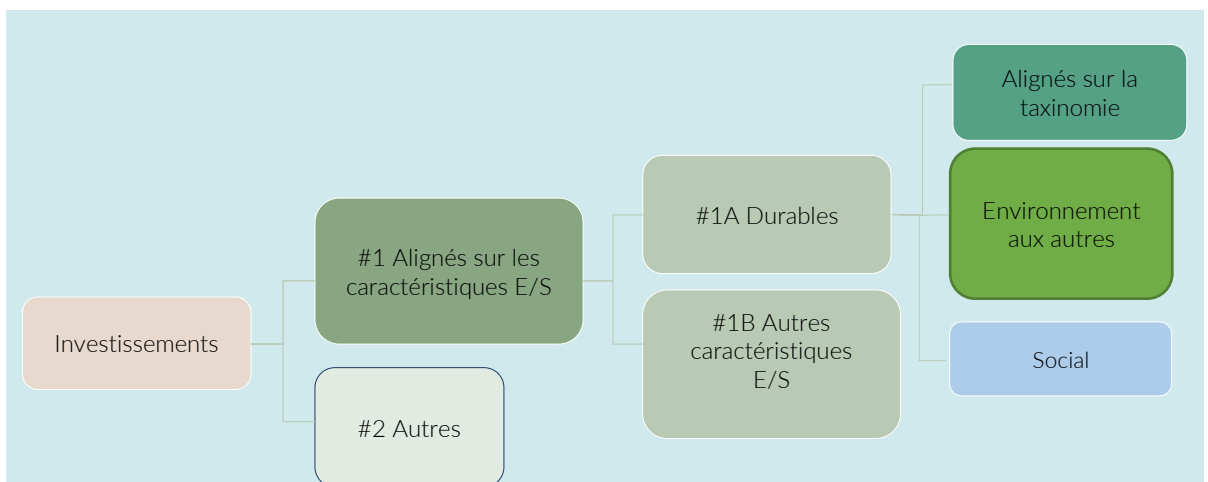 Investissements
#1 Alignés sur les
caractéristiques E/S
#2 Autres
#1A Durables
#1B Autres
caractéristiques
E/S
Alignés sur la
taxinomie
Environnement
aux autres
Social